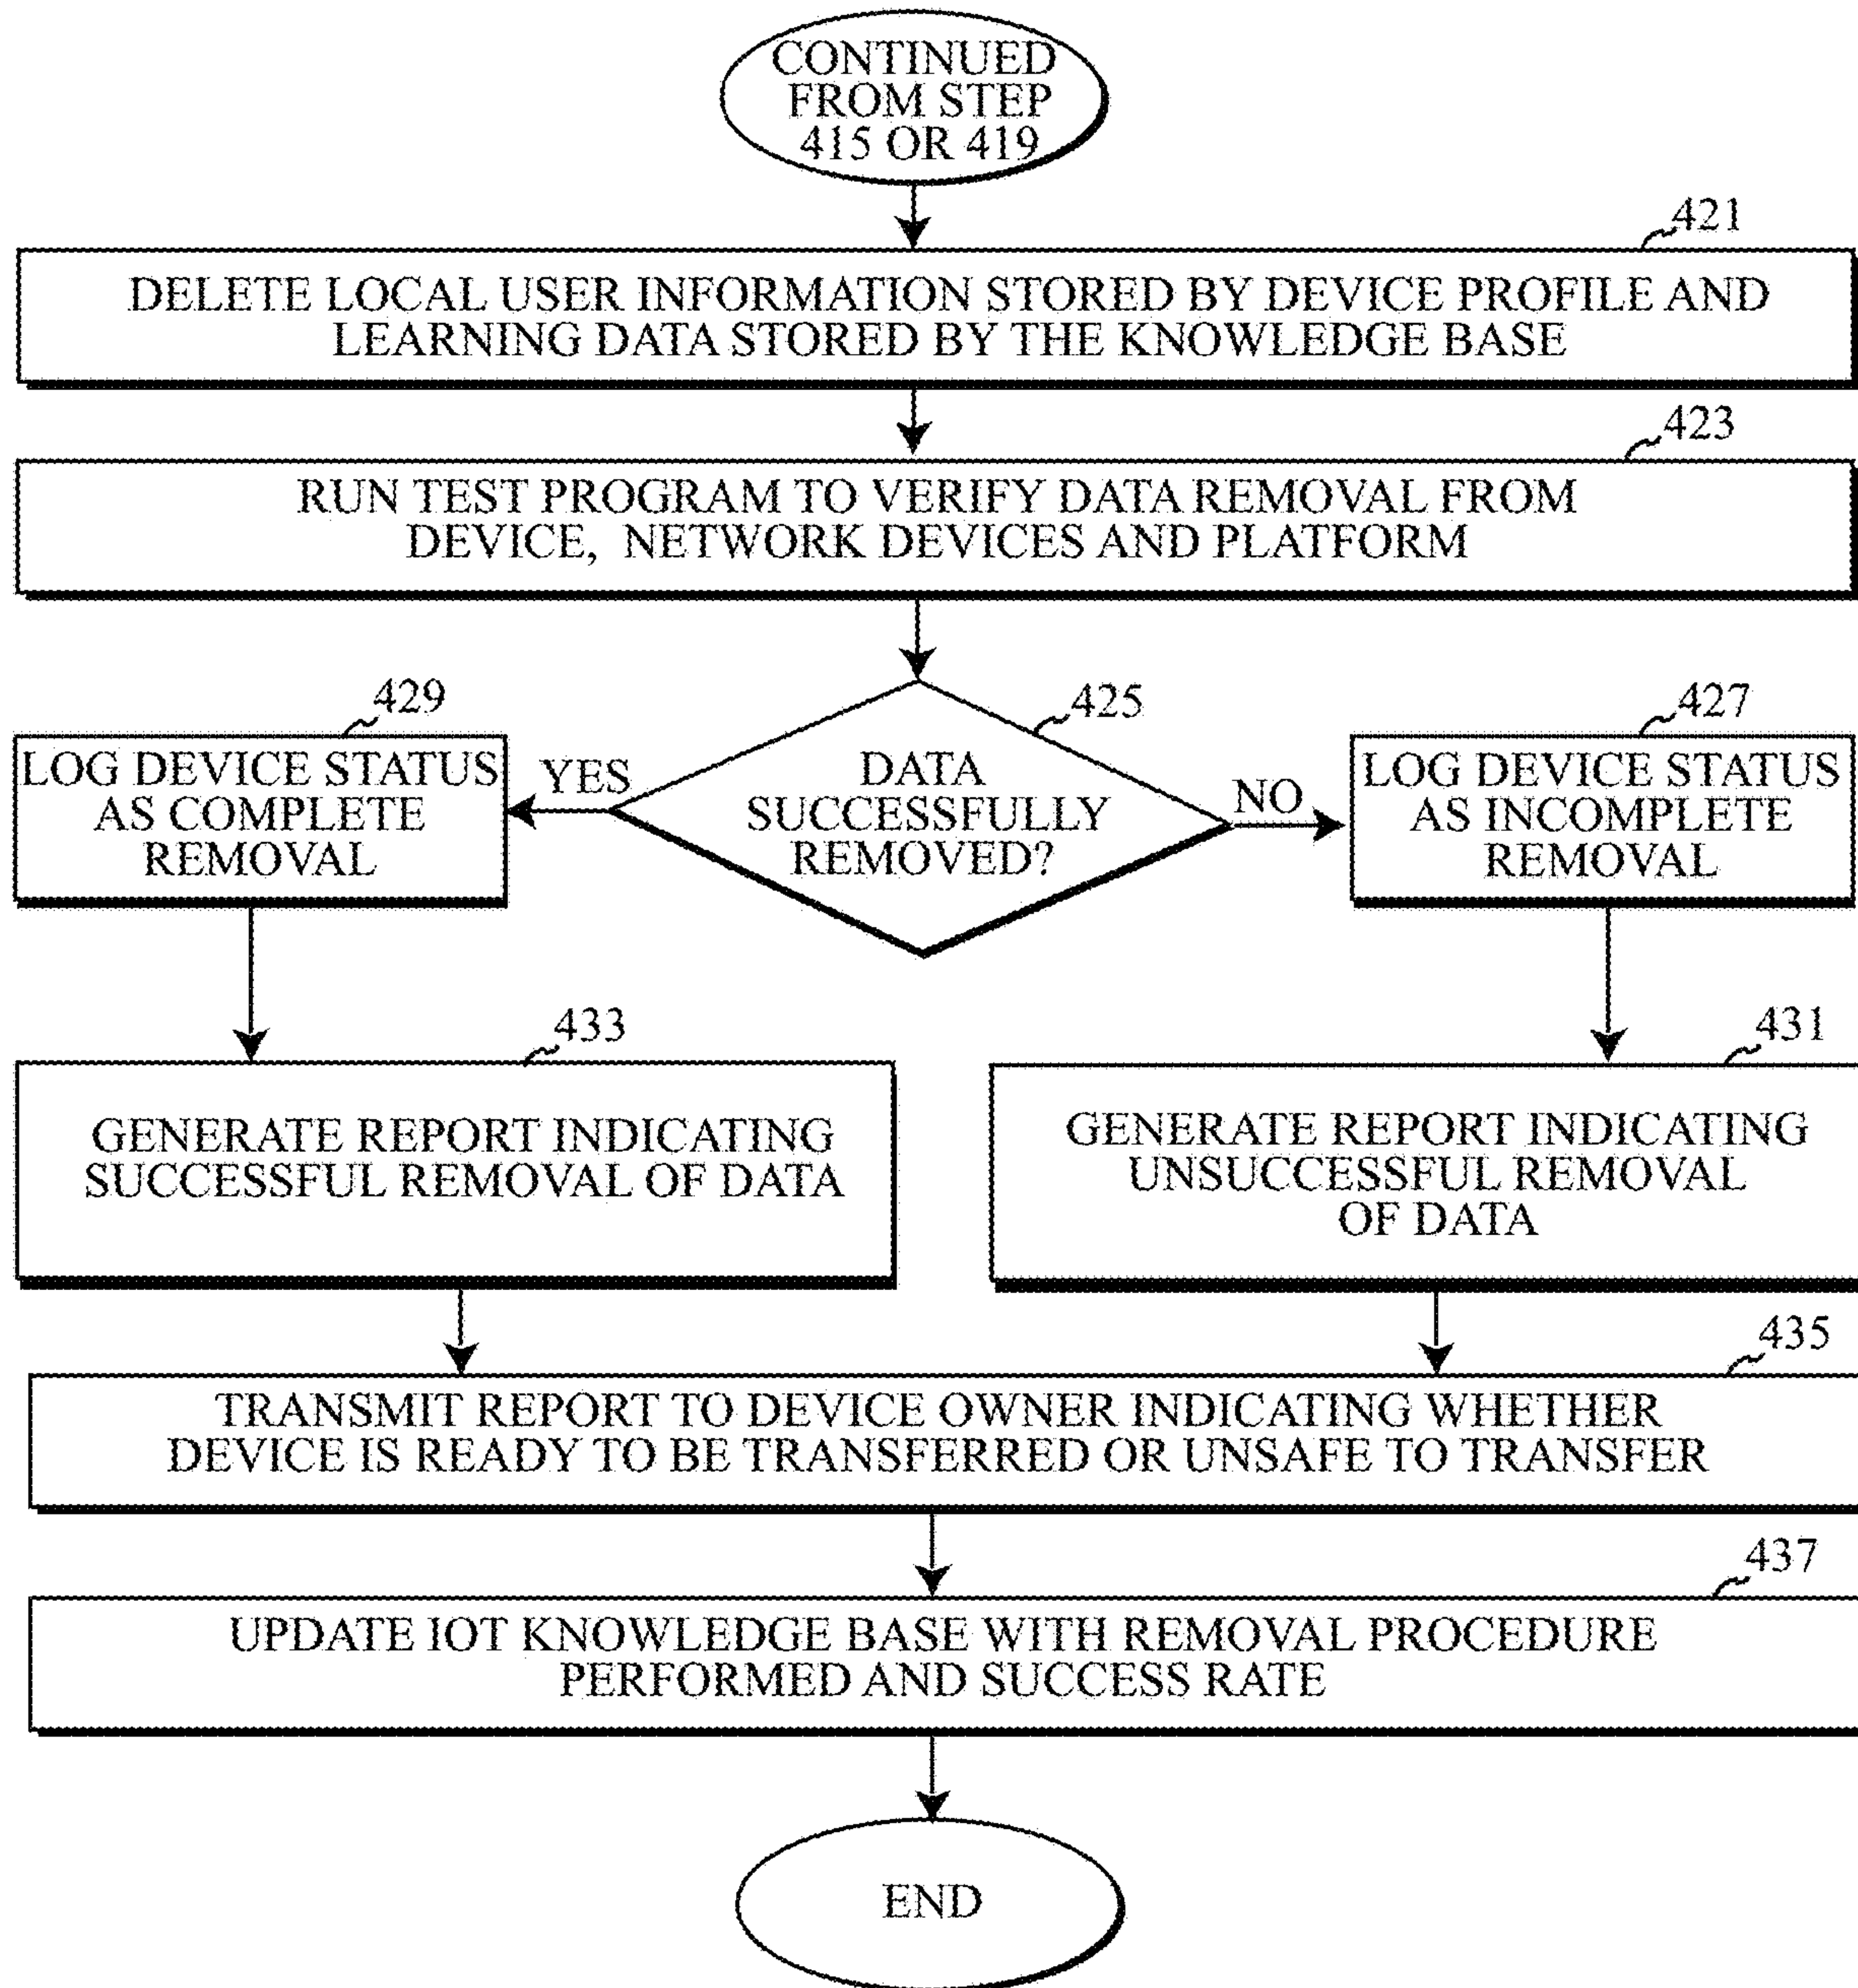 CONTINUED
FROM STEP
415 OR 419
421
DELETE LOCAL USER INFORMATION STORED BY DEVICE PROFILE AND
LEARNING DATA STORED BY THE KNOWLEDGE BASE
423
RUN TEST PROGRAM TO VERIFY DATA REMOVAL FROM
DEVICE, NETWORK DEVICES AND PLATFORM
429
LOG DEVICE STATUS
AS COMPLETE
REMOVAL
YES
425
DATA
SUCCESSFULLY
REMOVED?
NO
427
LOG DEVICE STATUS
AS INCOMPLETE
REMOVAL
433
GENERATE REPORT INDICATING
SUCCESSFUL REMOVAL OF DATA
431
GENERATE REPORT INDICATING
UNSUCCESSFUL REMOVAL
OF DATA
435
TRANSMIT REPORT TO DEVICE OWNER INDICATING WHETHER
DEVICE IS READY TO BE TRANSFERRED OR UNSAFE TO TRANSFER
437
UPDATE IOT KNOWLEDGE BASE WITH REMOVAL PROCEDURE
PERFORMED AND SUCCESS RATE
END